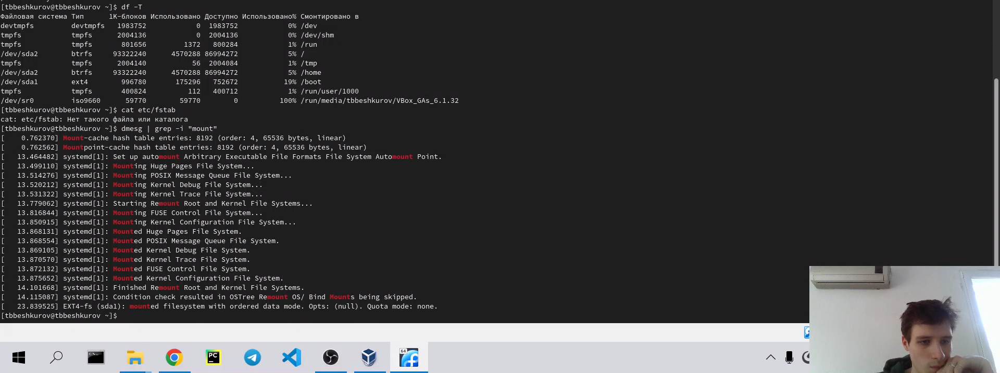 [tbbeshkurov@tbbeshkurov ~]$ df -T
Файловая система Тип 1K-блоков Использовано Доступно Использовано% Смонтировано в
devtmpfs devtmpfs 1983752 0 1983752 0% /dev
tmpfs tmpfs 2004136 0 2004136 0% /dev/shm
tmpfs tmpfs 801656 1372 800284 1% /run
/dev/sda2 btrfs 93322240 4570288 86994272 5% /
tmpfs tmpfs 2004140 56 2004084 1% /tmp
/dev/sda2 btrfs 93322240 4570288 86994272 5% /home
/dev/sda1 ext4 996780 175296 752672 19% /boot
tmpfs tmpfs 400824 112 400712 1% /run/user/1000
/dev/sr0 iso9660 59770 59770 0 100% /run/media/tbbeshkurov/VBox_GAs_6.1.32
[tbbeshkurov@tbbeshkurov ~]$ cat etc/fstab
cat: etc/fstab: Нет такого файла или каталога
[tbbeshkurov@tbbeshkurov ~]$ dmesg | grep -i "mount"
[ 0.762370] Mount-cache hash table entries: 8192 (order: 4, 65536 bytes, linear)
[ 0.762562] Mountpoint-cache hash table entries: 8192 (order: 4, 65536 bytes, linear)
[ 13.464482] systemd[1]: Set up automount Arbitrary Executable File Formats File System Automount Point.
[ 13.499110] systemd[1]: Mounting Huge Pages File System...
[ 13.514276] systemd[1]: Mounting POSIX Message Queue File System...
[ 13.520212] systemd[1]: Mounting Kernel Debug File System...
[ 13.531322] systemd[1]: Mounting Kernel Trace File System...
[ 13.779062] systemd[1]: Starting Remount Root and Kernel File Systems...
[ 13.816844] systemd[1]: Mounting FUSE Control File System...
[ 13.850915] systemd[1]: Mounting Kernel Configuration File System...
[ 13.868131] systemd[1]: Mounted Huge Pages File System.
[ 13.868554] systemd[1]: Mounted POSIX Message Queue File System.
[ 13.869105] systemd[1]: Mounted Kernel Debug File System.
[ 13.870570] systemd[1]: Mounted Kernel Trace File System.
[ 13.872132] systemd[1]: Mounted FUSE Control File System.
[ 13.875652] systemd[1]: Mounted Kernel Configuration File System.
[ 14.101668] systemd[1]: Finished Remount Root and Kernel File Systems.
[ 14.115087] systemd[1]: Condition check resulted in OSTree Remount OS/ Bind Mounts being skipped.
[ 23.839525] EXT4-fs (sda1): mounted filesystem with ordered data mode. Opts: (null). Quota mode: none.
[tbbeshkurov@tbbeshkurov ~]$
C:\_
PC
64